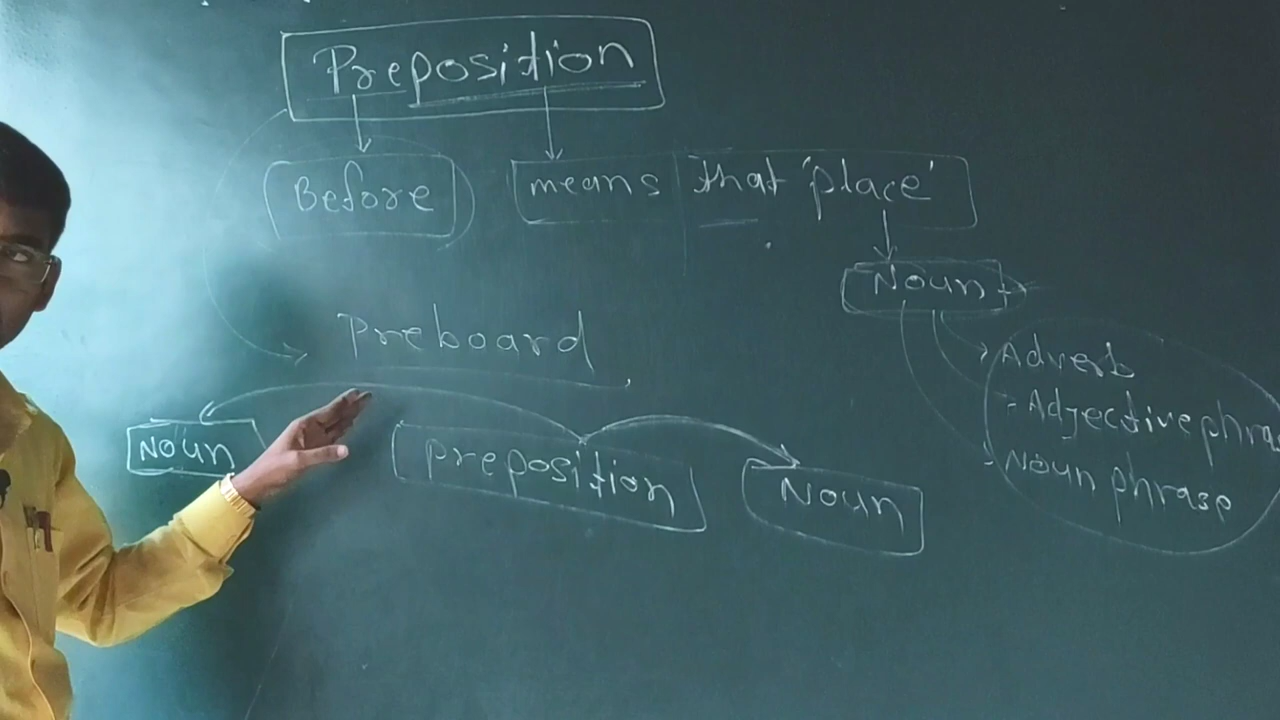 Preposition
Before
means that 'place'
Noun
Preboard
Adverb
Adjective phra
Noun phrase
Noun
preposition
Noun